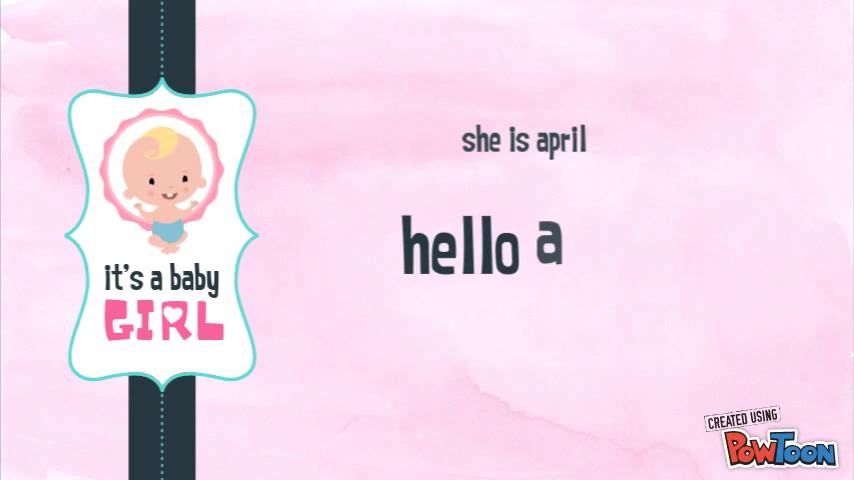 it's a baby
GIRL
she is april
hello a
CREATED USING
POWTOON